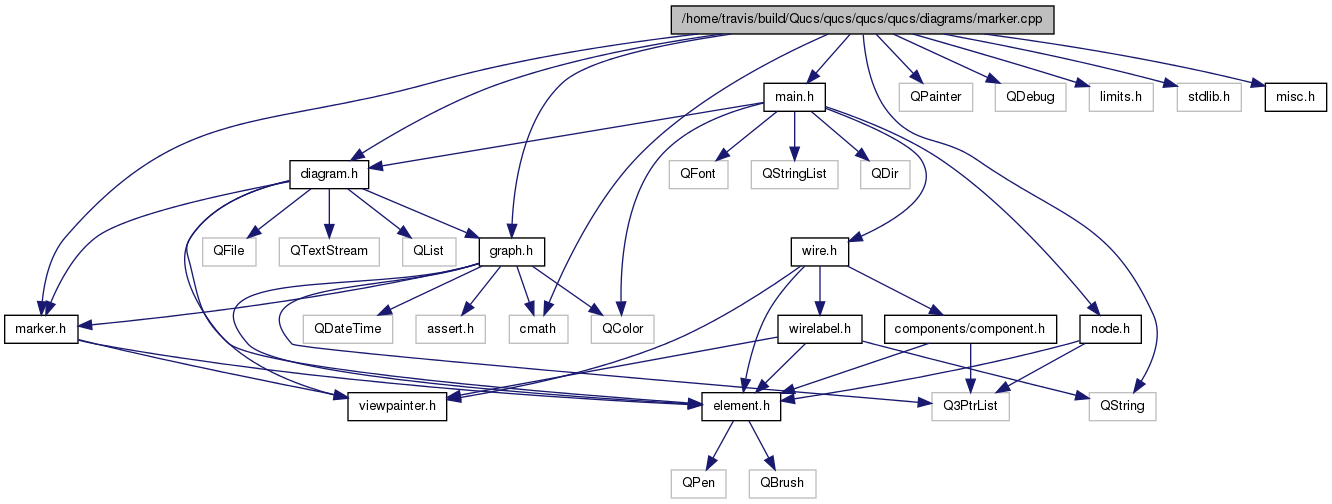 /home/travis/build/Qucs/qucs/qucs/qucs/diagrams/marker.cpp
main.h
QPainter
QDebug
limits.h
stdlib.h
misc.h
diagram.h
QFont
QStringList
QDir
QFile
QTextStream
QList
graph.h
wire.h
marker.h
QDateTime
assert.h
cmath
QColor
wirelabel.h
components/component.h
node.h
viewpainter.h
element.h
Q3PtrList
QString
QPen
QBrush